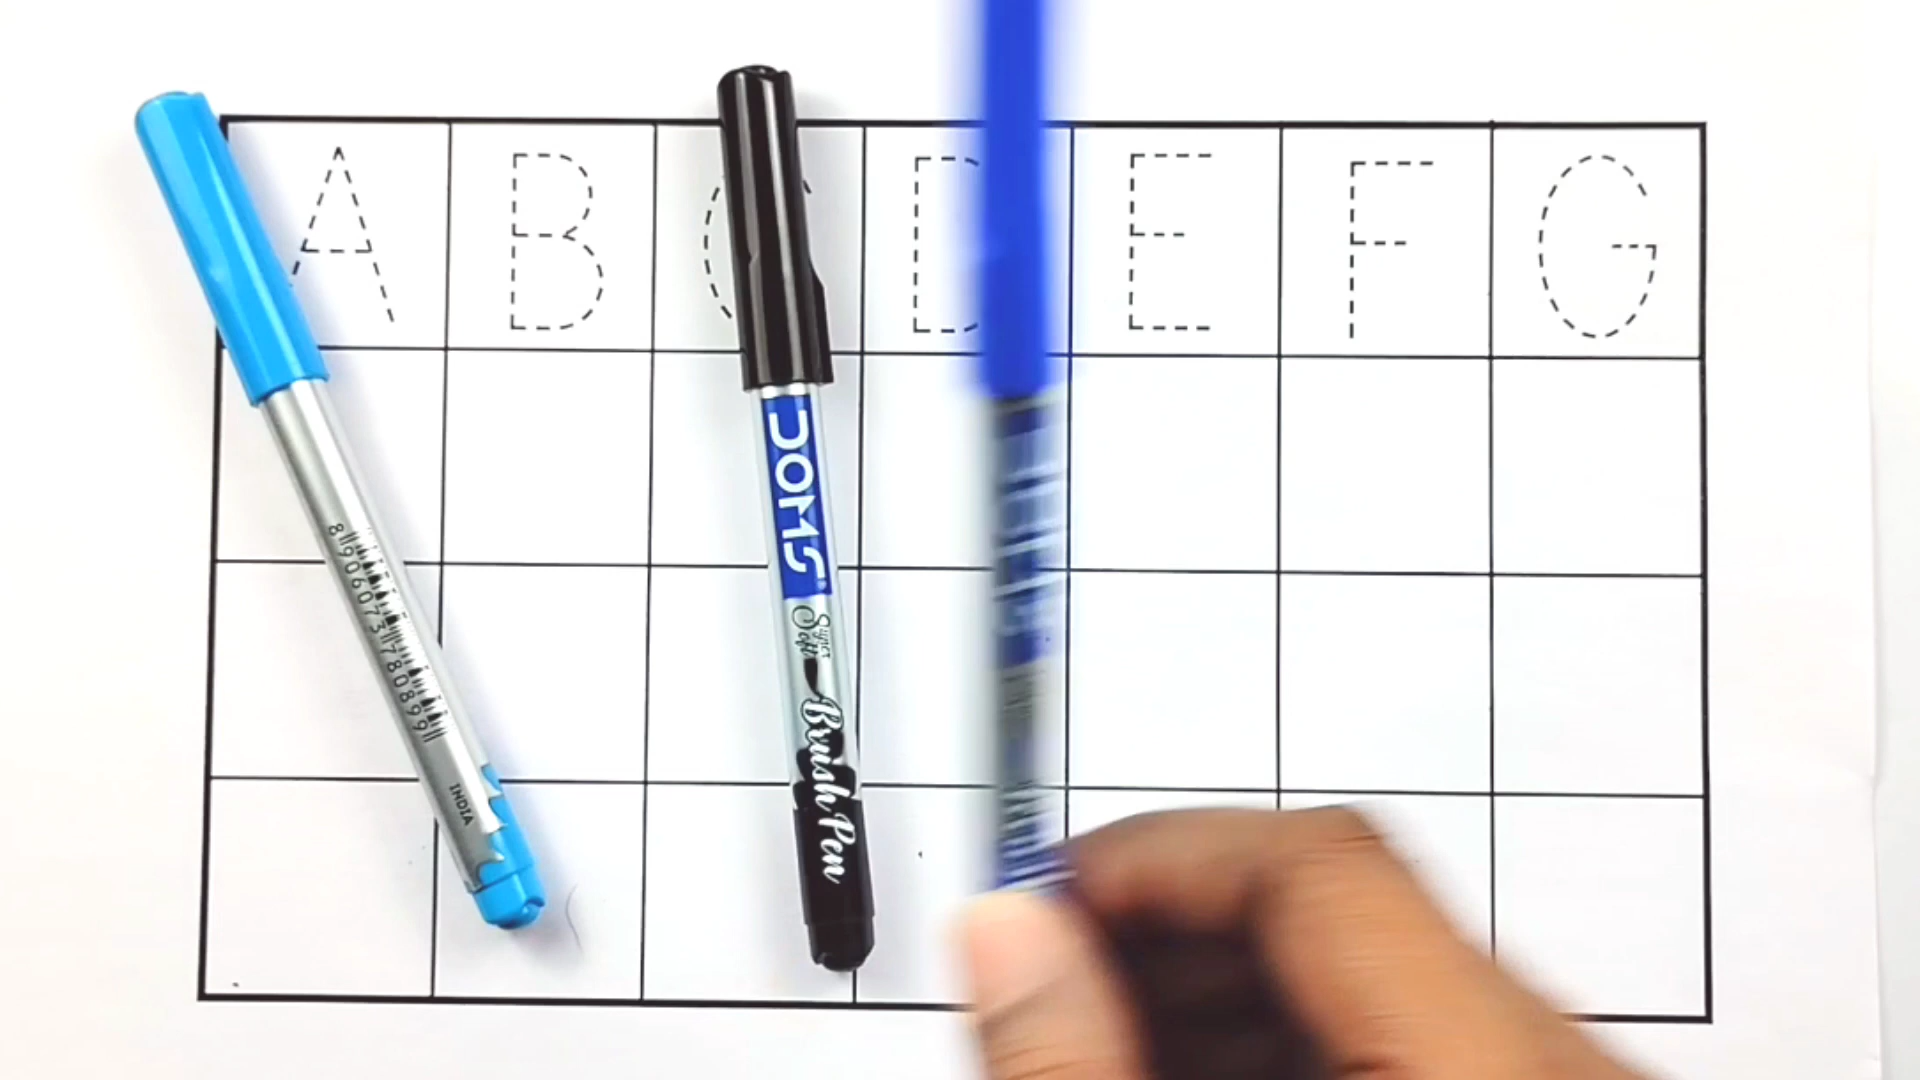 A B C D E F G
8906073780899
INDIA
DOMS
Super
Soft
Brush Pen